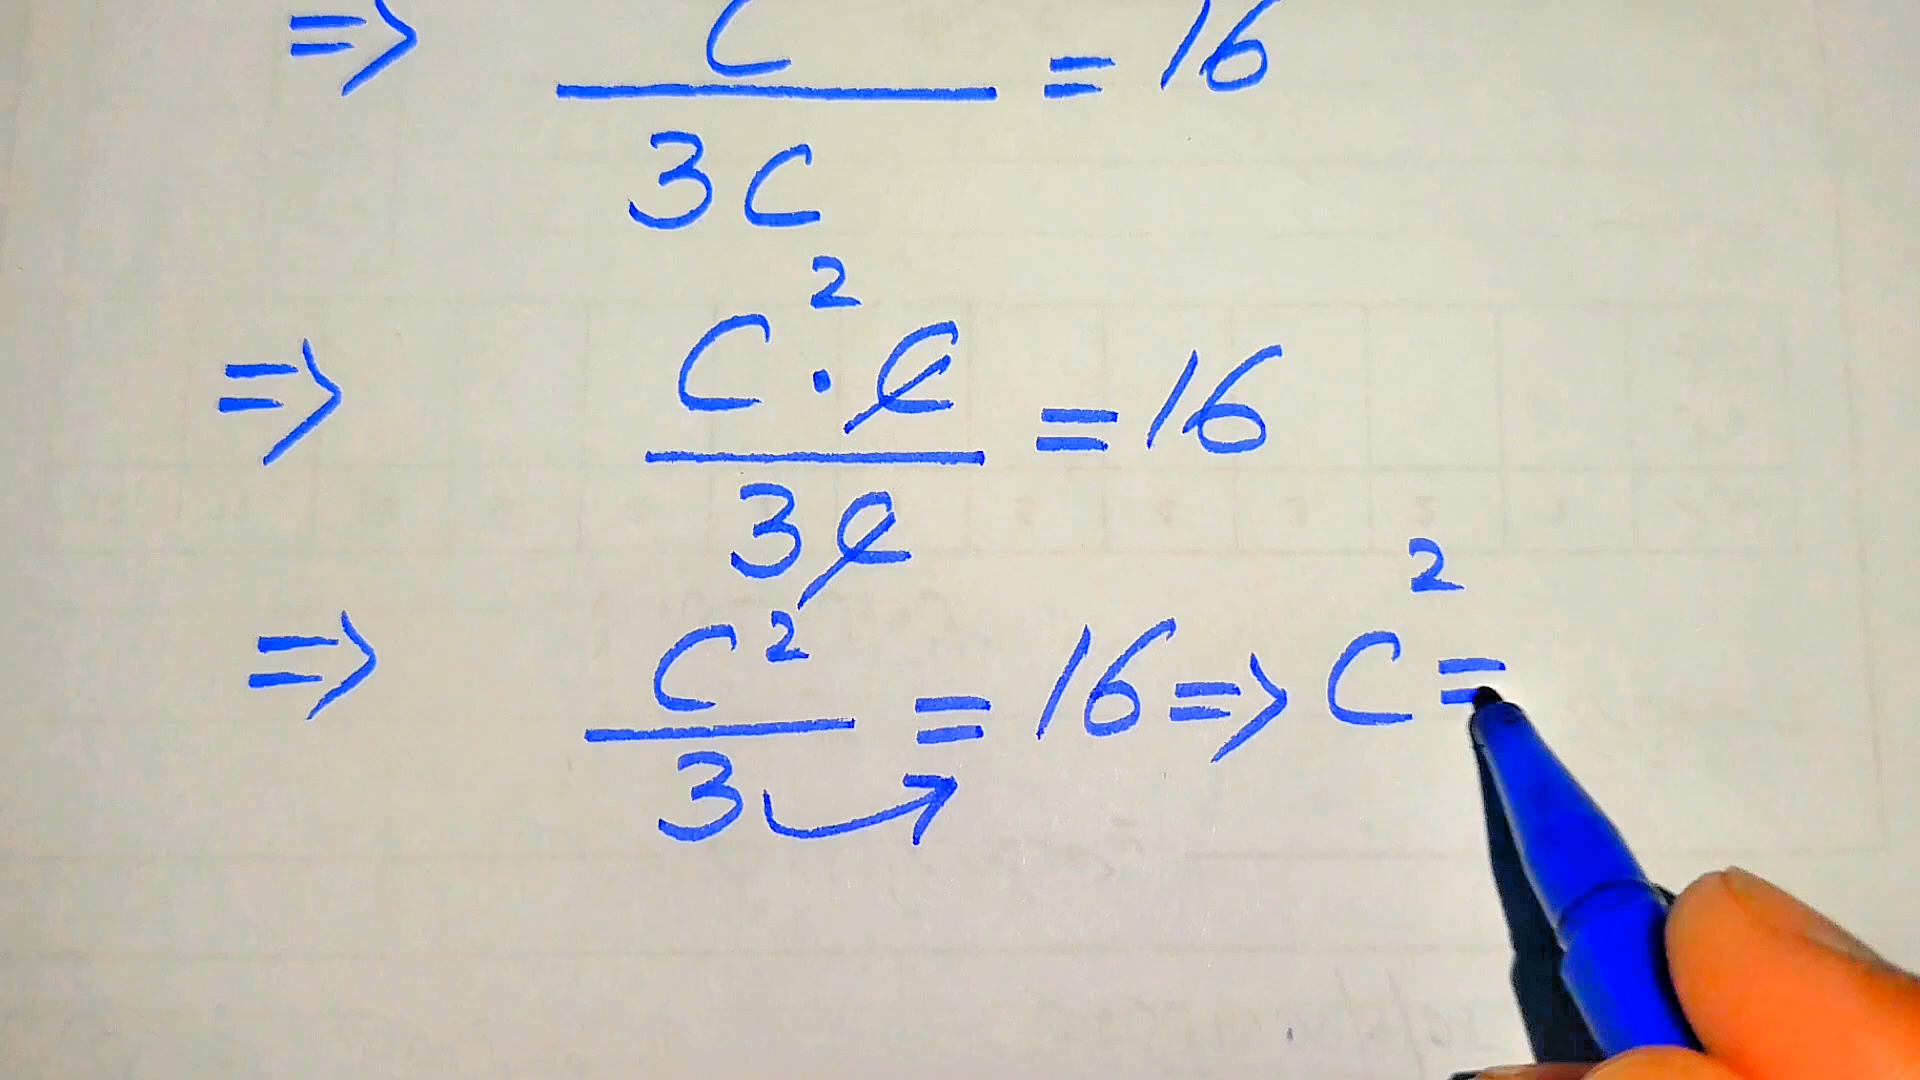 => C / 3C = 16
=> C² · C / 3C = 16
=> C² / 3 = 16 => C² =